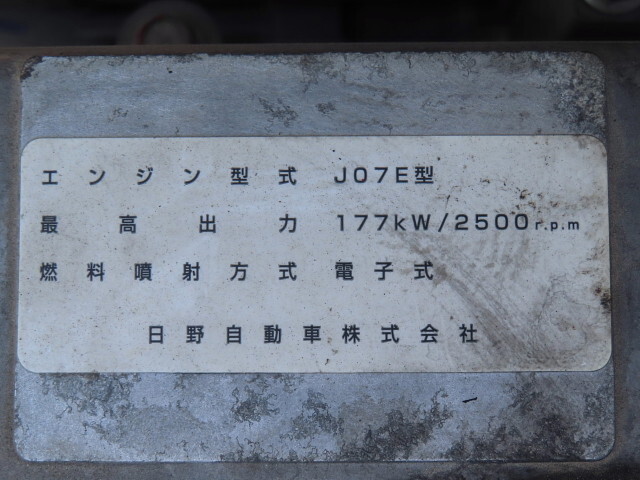 エンジン型式 J07E型
最高出力 177kW/2500r.p.m
燃料噴射方式 電子式
日野自動車株式会社